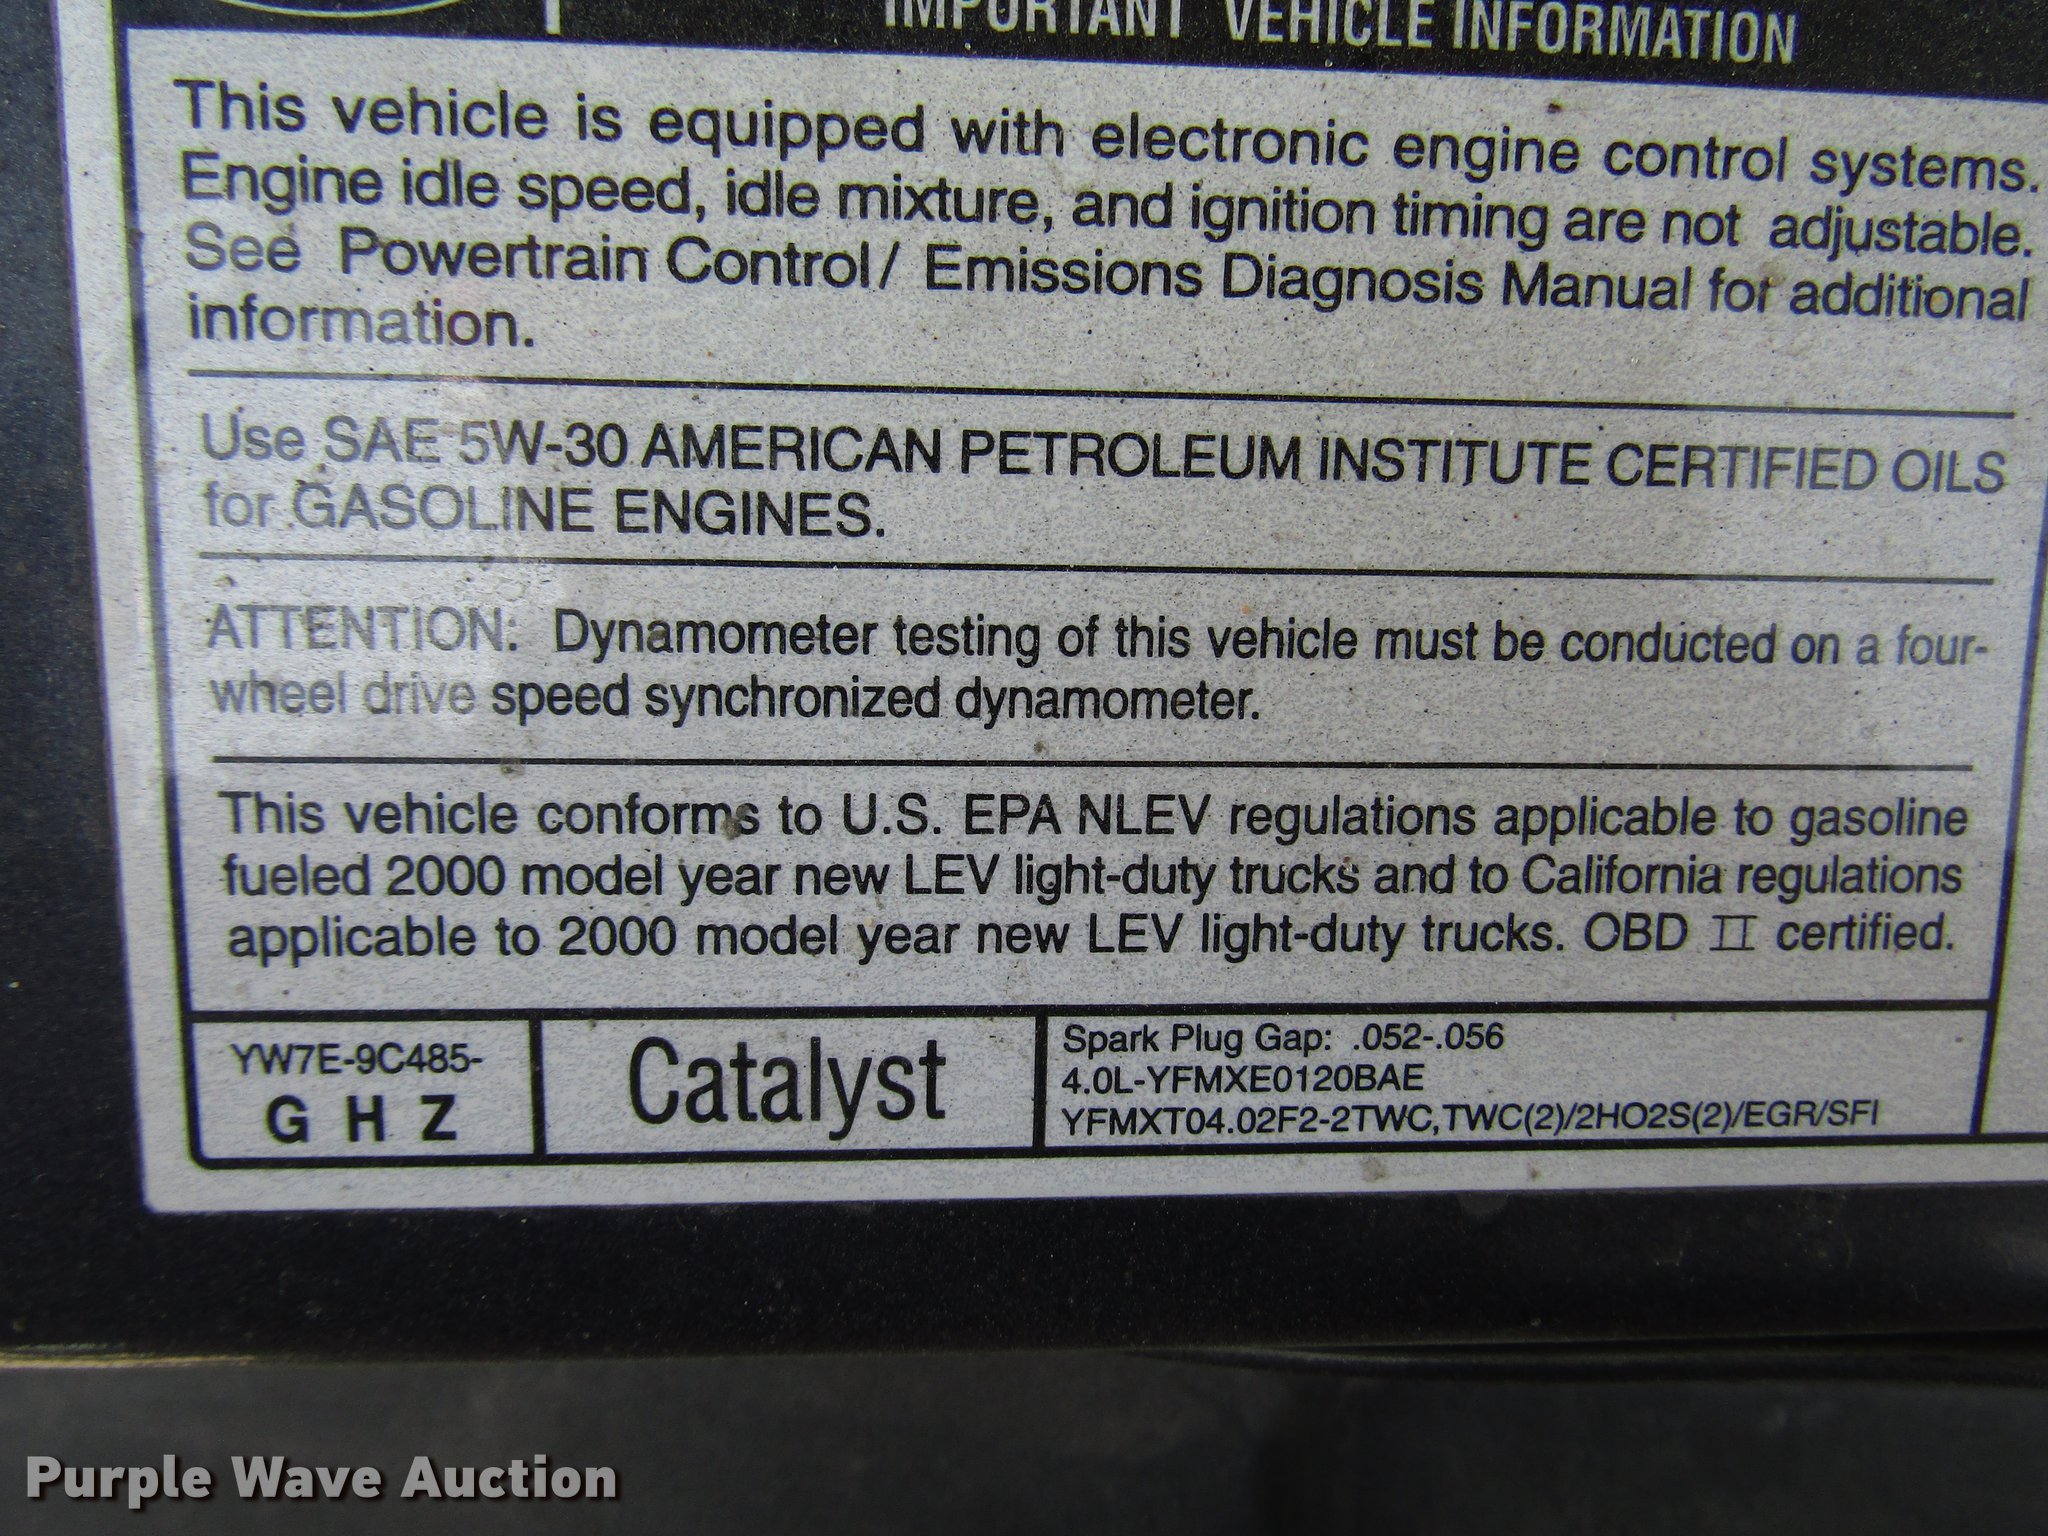 IMPORTANT VEHICLE INFORMATION
This vehicle is equipped with electronic engine control systems.
Engine idle speed, idle mixture, and ignition timing are not adjustable.
See Powertrain Control/ Emissions Diagnosis Manual for additional
information.
Use SAE 5W-30 AMERICAN PETROLEUM INSTITUTE CERTIFIED OILS
for GASOLINE ENGINES.
ATTENTION: Dynamometer testing of this vehicle must be conducted on a four-
wheel drive speed synchronized dynamometer.
This vehicle conforms to U.S. EPA NLEV regulations applicable to gasoline
fueled 2000 model year new LEV light-duty trucks and to California regulations
applicable to 2000 model year new LEV light-duty trucks. OBD II certified.
YW7E-9C485-
G H Z
Catalyst
Spark Plug Gap: .052-.056
4.0L-YFMXE0120BAE
YFMXT04.02F2-2TWC,TWC(2)/2HO2S(2)/EGR/SFI
Purple Wave Auction